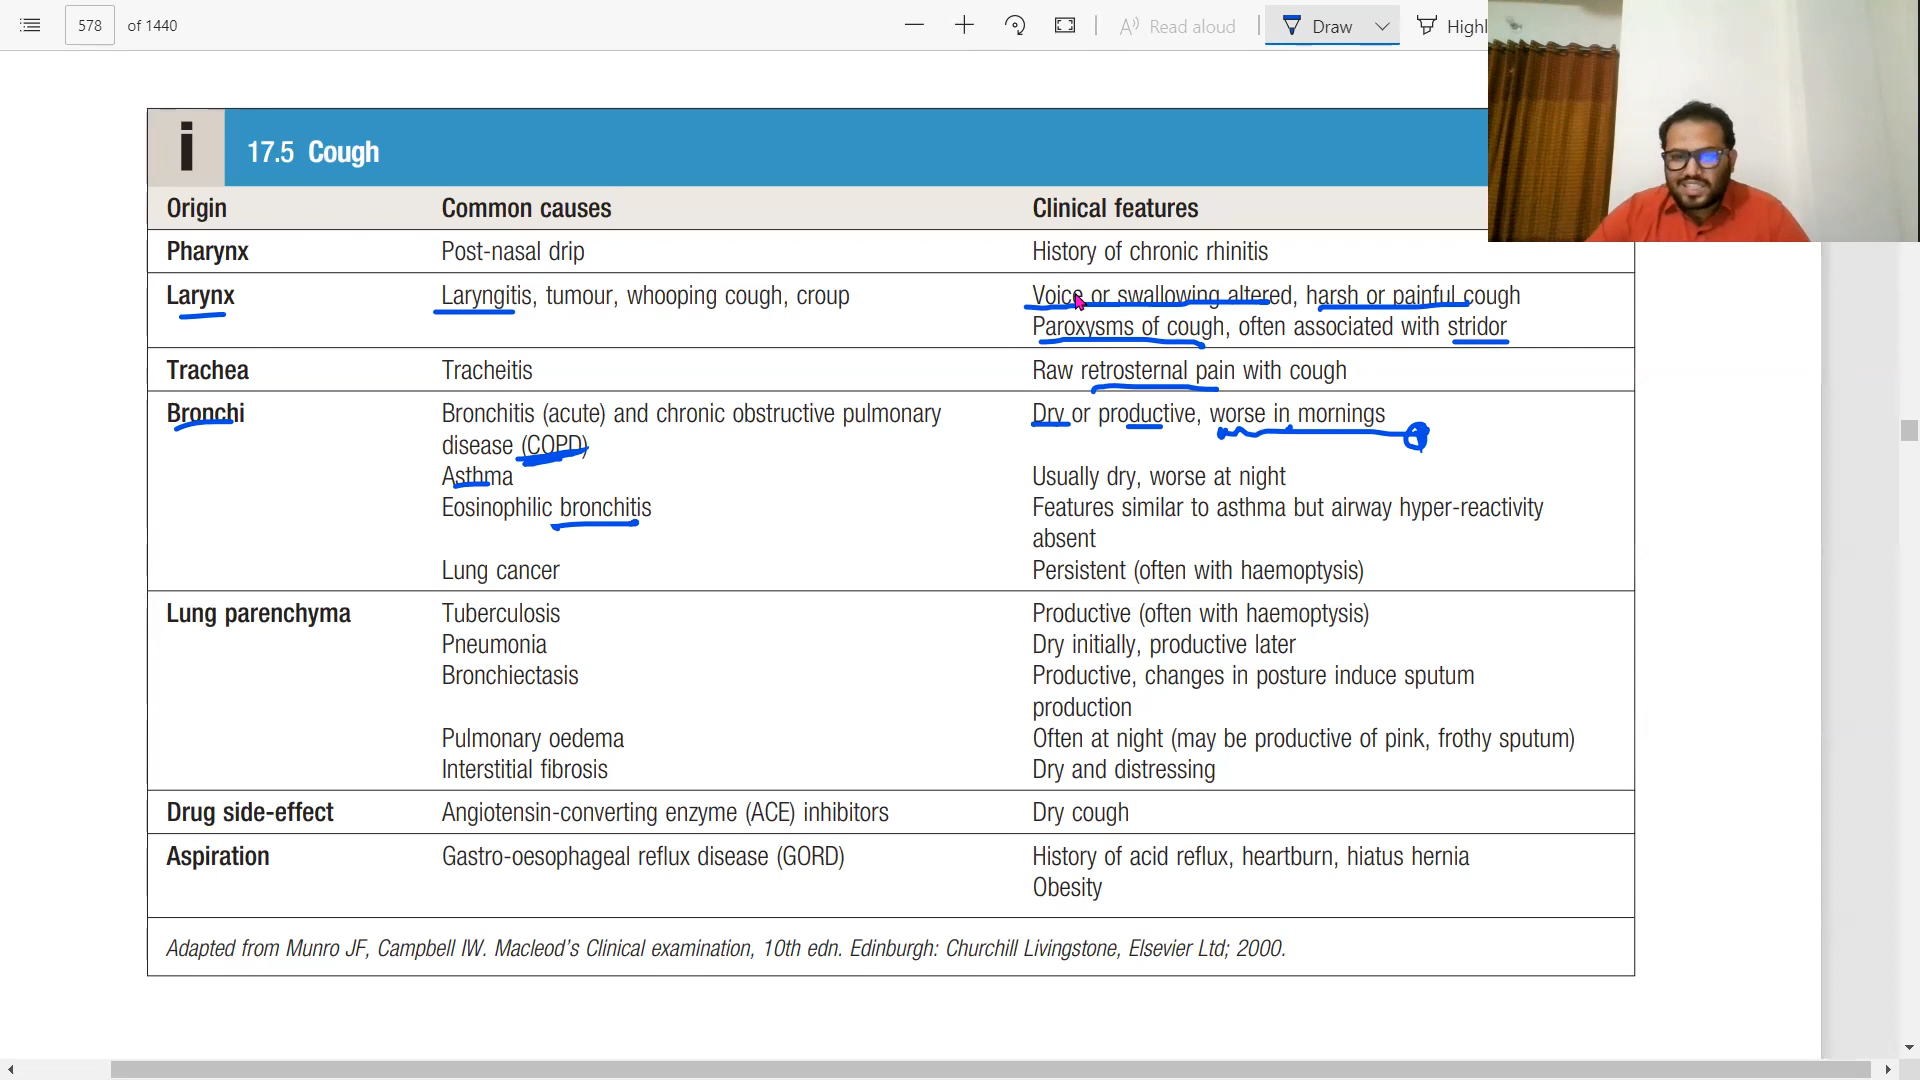 578 of 1440
Read aloud
Draw
Highl
i 17.5 Cough
Origin Common causes Clinical features
Pharynx Post-nasal drip History of chronic rhinitis
Larynx Laryngitis, tumour, whooping cough, croup Voice or swallowing altered, harsh or painful cough
Paroxysms of cough, often associated with stridor
Trachea Tracheitis Raw retrosternal pain with cough
Bronchi Bronchitis (acute) and chronic obstructive pulmonary Dry or productive, worse in mornings
disease (COPD)
Asthma Usually dry, worse at night
Eosinophilic bronchitis Features similar to asthma but airway hyper-reactivity
absent
Lung cancer Persistent (often with haemoptysis)
Lung parenchyma Tuberculosis Productive (often with haemoptysis)
Pneumonia Dry initially, productive later
Bronchiectasis Productive, changes in posture induce sputum
production
Pulmonary oedema Often at night (may be productive of pink, frothy sputum)
Interstitial fibrosis Dry and distressing
Drug side-effect Angiotensin-converting enzyme (ACE) inhibitors Dry cough
Aspiration Gastro-oesophageal reflux disease (GORD) History of acid reflux, heartburn, hiatus hernia
Obesity
Adapted from Munro JF, Campbell IW. Macleod's Clinical examination, 10th edn. Edinburgh: Churchill Livingstone, Elsevier Ltd; 2000.